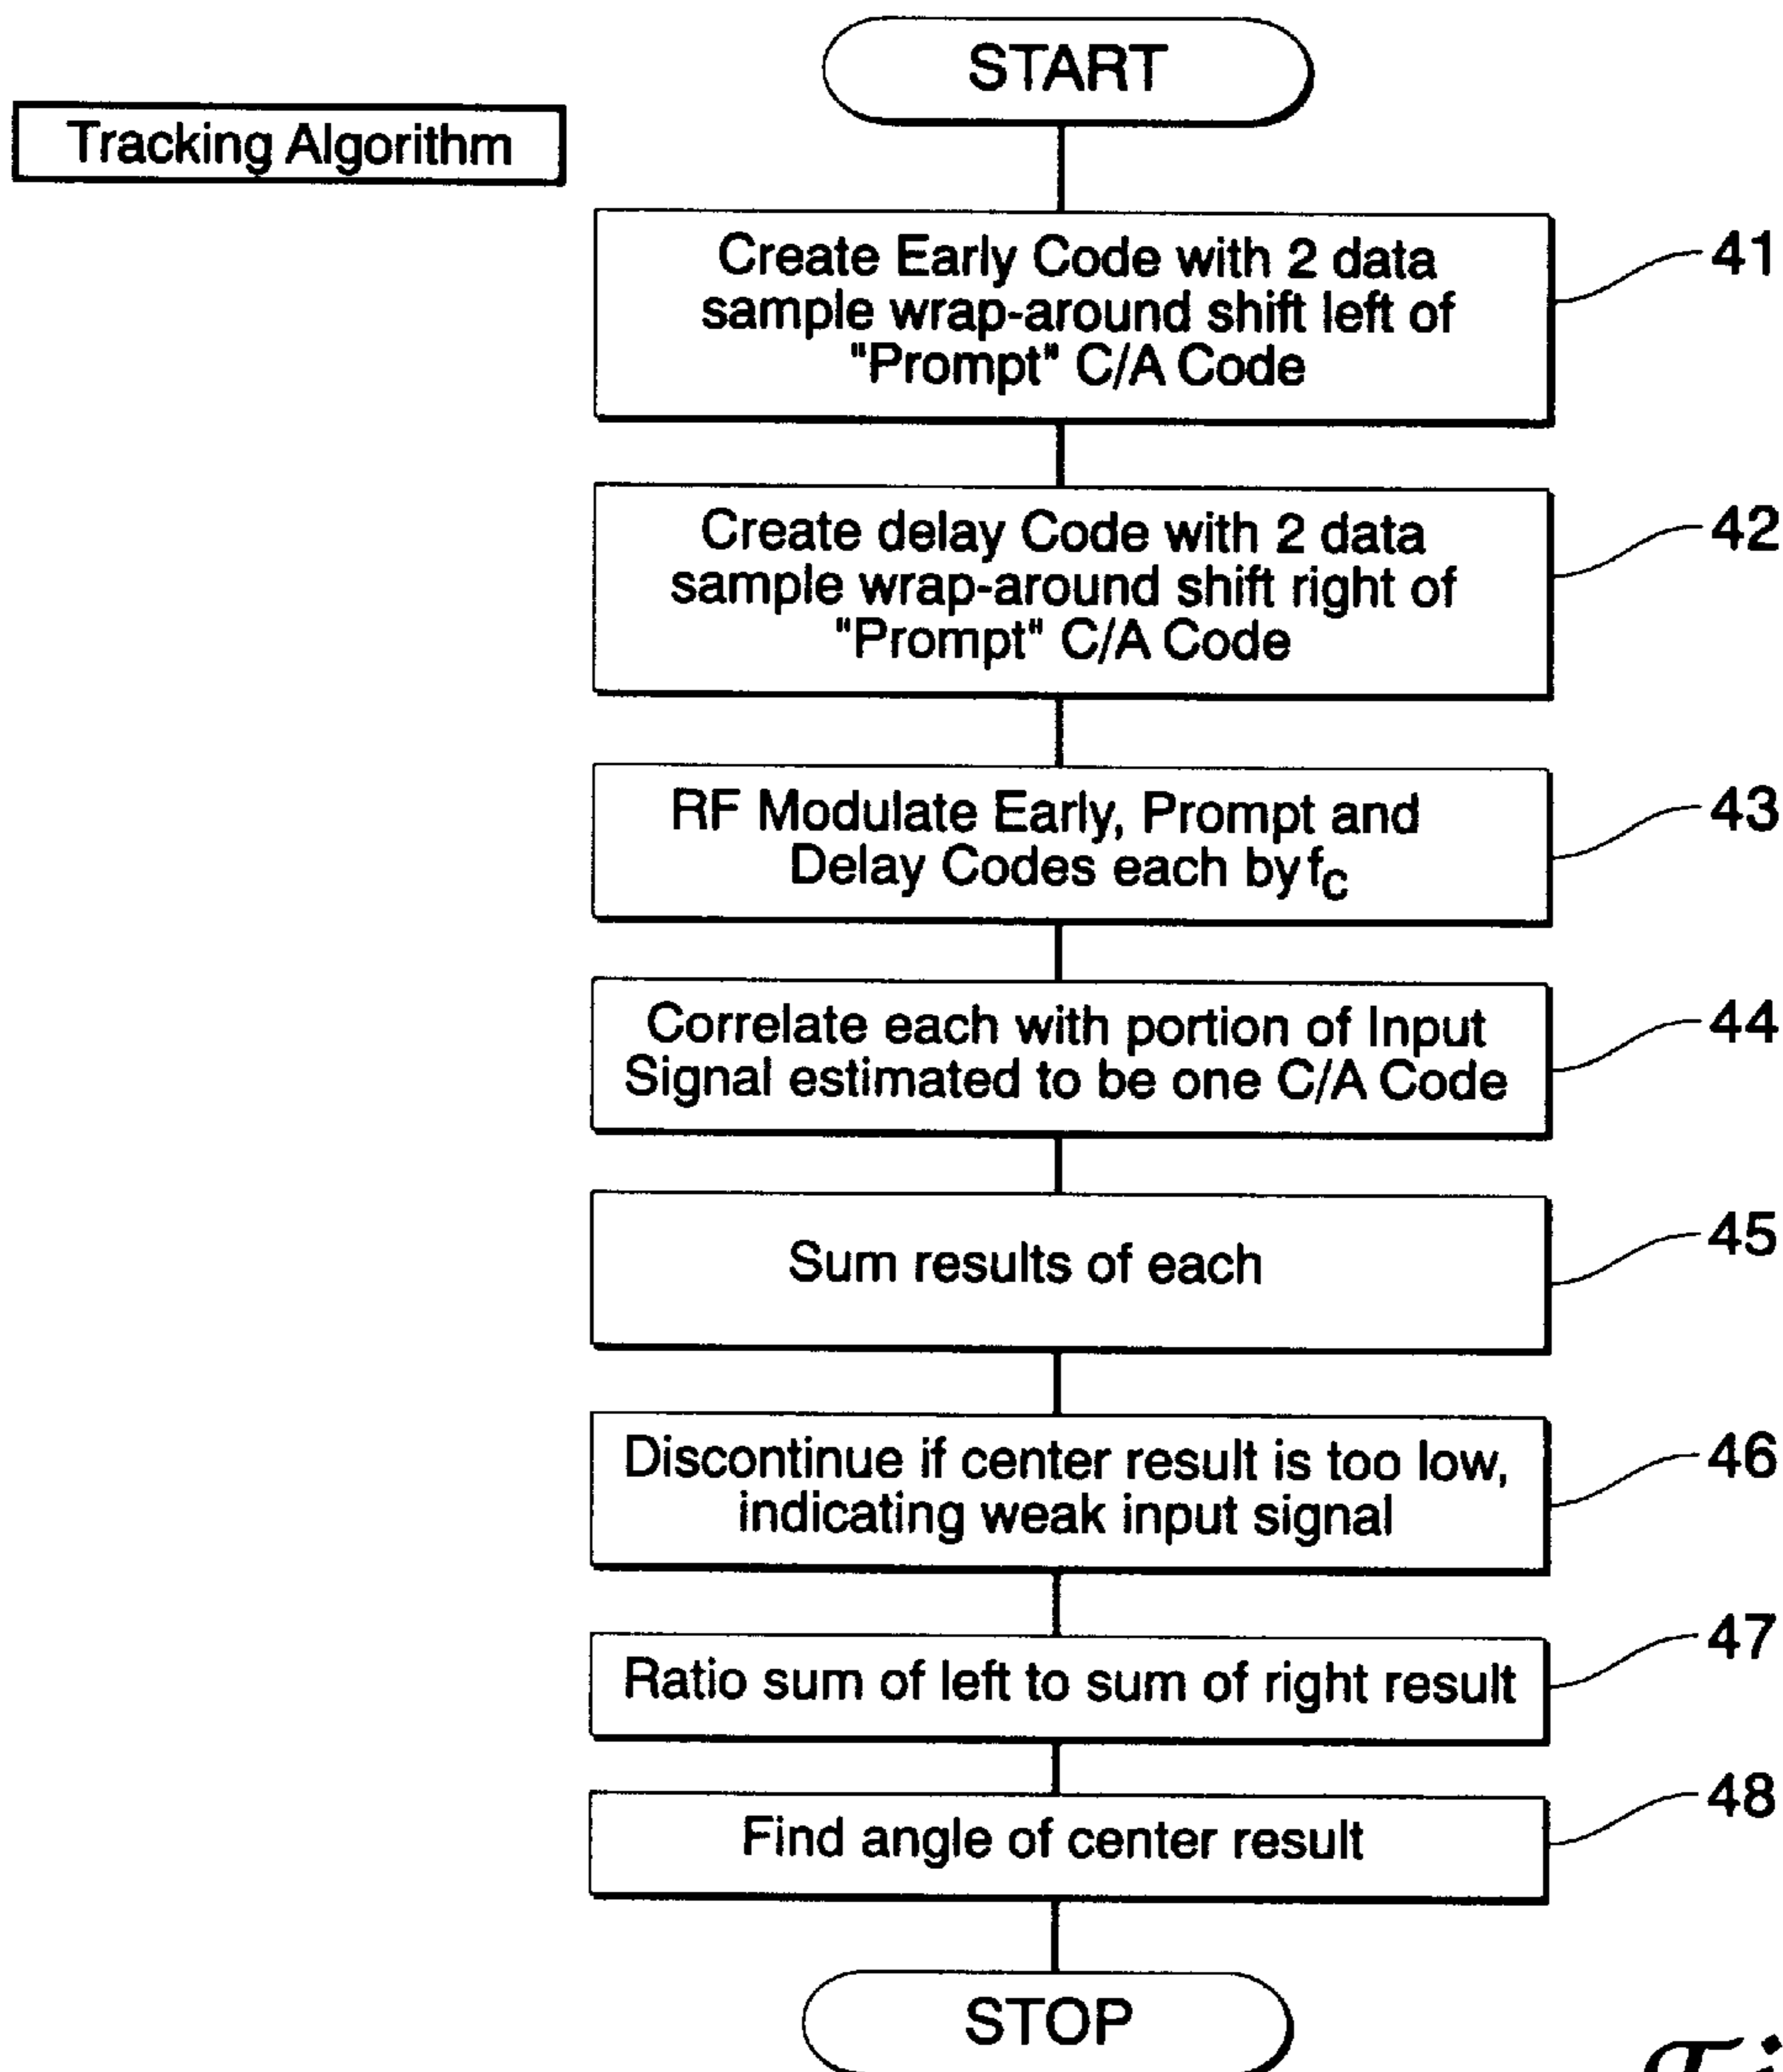 START
Tracking Algorithm
Create Early Code with 2 data
sample wrap-around shift left of
"Prompt" C/A Code
41
Create delay Code with 2 data
sample wrap-around shift right of
"Prompt" C/A Code
42
RF Modulate Early, Prompt and
Delay Codes each by fc
43
Correlate each with portion of Input
Signal estimated to be one C/A Code
44
Sum results of each
45
Discontinue if center result is too low,
indicating weak input signal
46
Ratio sum of left to sum of right result
47
Find angle of center result
48
STOP